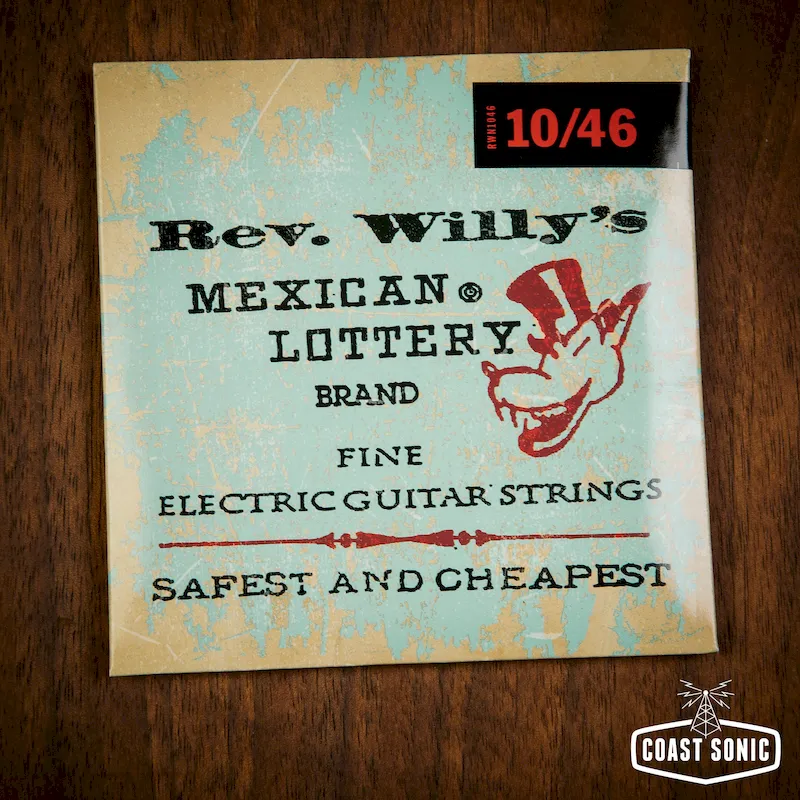 RWN1046
10/46
Rev. Willy's
MEXICAN®
LOTTERY
BRAND
FINE
ELECTRIC GUITAR STRINGS
SAFEST AND CHEAPEST
COAST SONIC